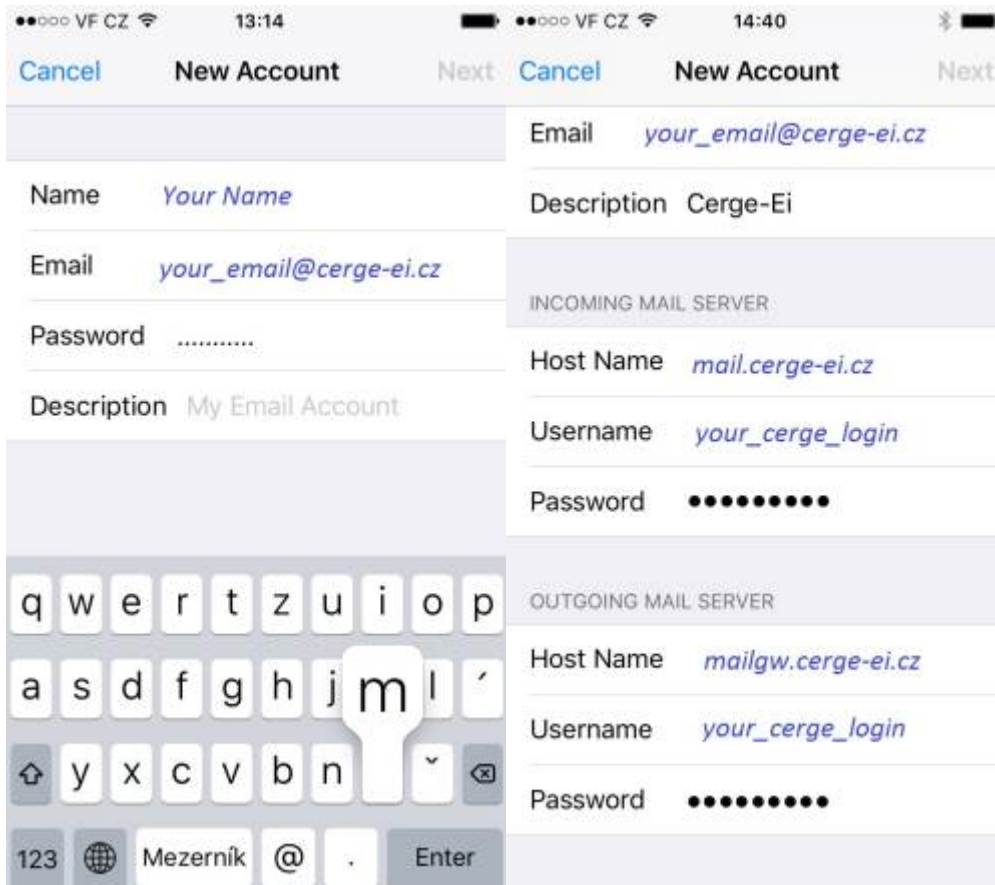 VF CZ 13:14
Cancel New Account Next
Name Your Name
Email your_email@cerge-ei.cz
Password ...........
Description My Email Account
q w e r t z u i o p
a s d f g h j m l ´
y x c v b n ˇ
123 Mezerník @ . Enter
VF CZ 14:40
Cancel New Account Next
Email your_email@cerge-ei.cz
Description Cerge-Ei
INCOMING MAIL SERVER
Host Name mail.cerge-ei.cz
Username your_cerge_login
Password ●●●●●●●●●
OUTGOING MAIL SERVER
Host Name mailgw.cerge-ei.cz
Username your_cerge_login
Password ●●●●●●●●●